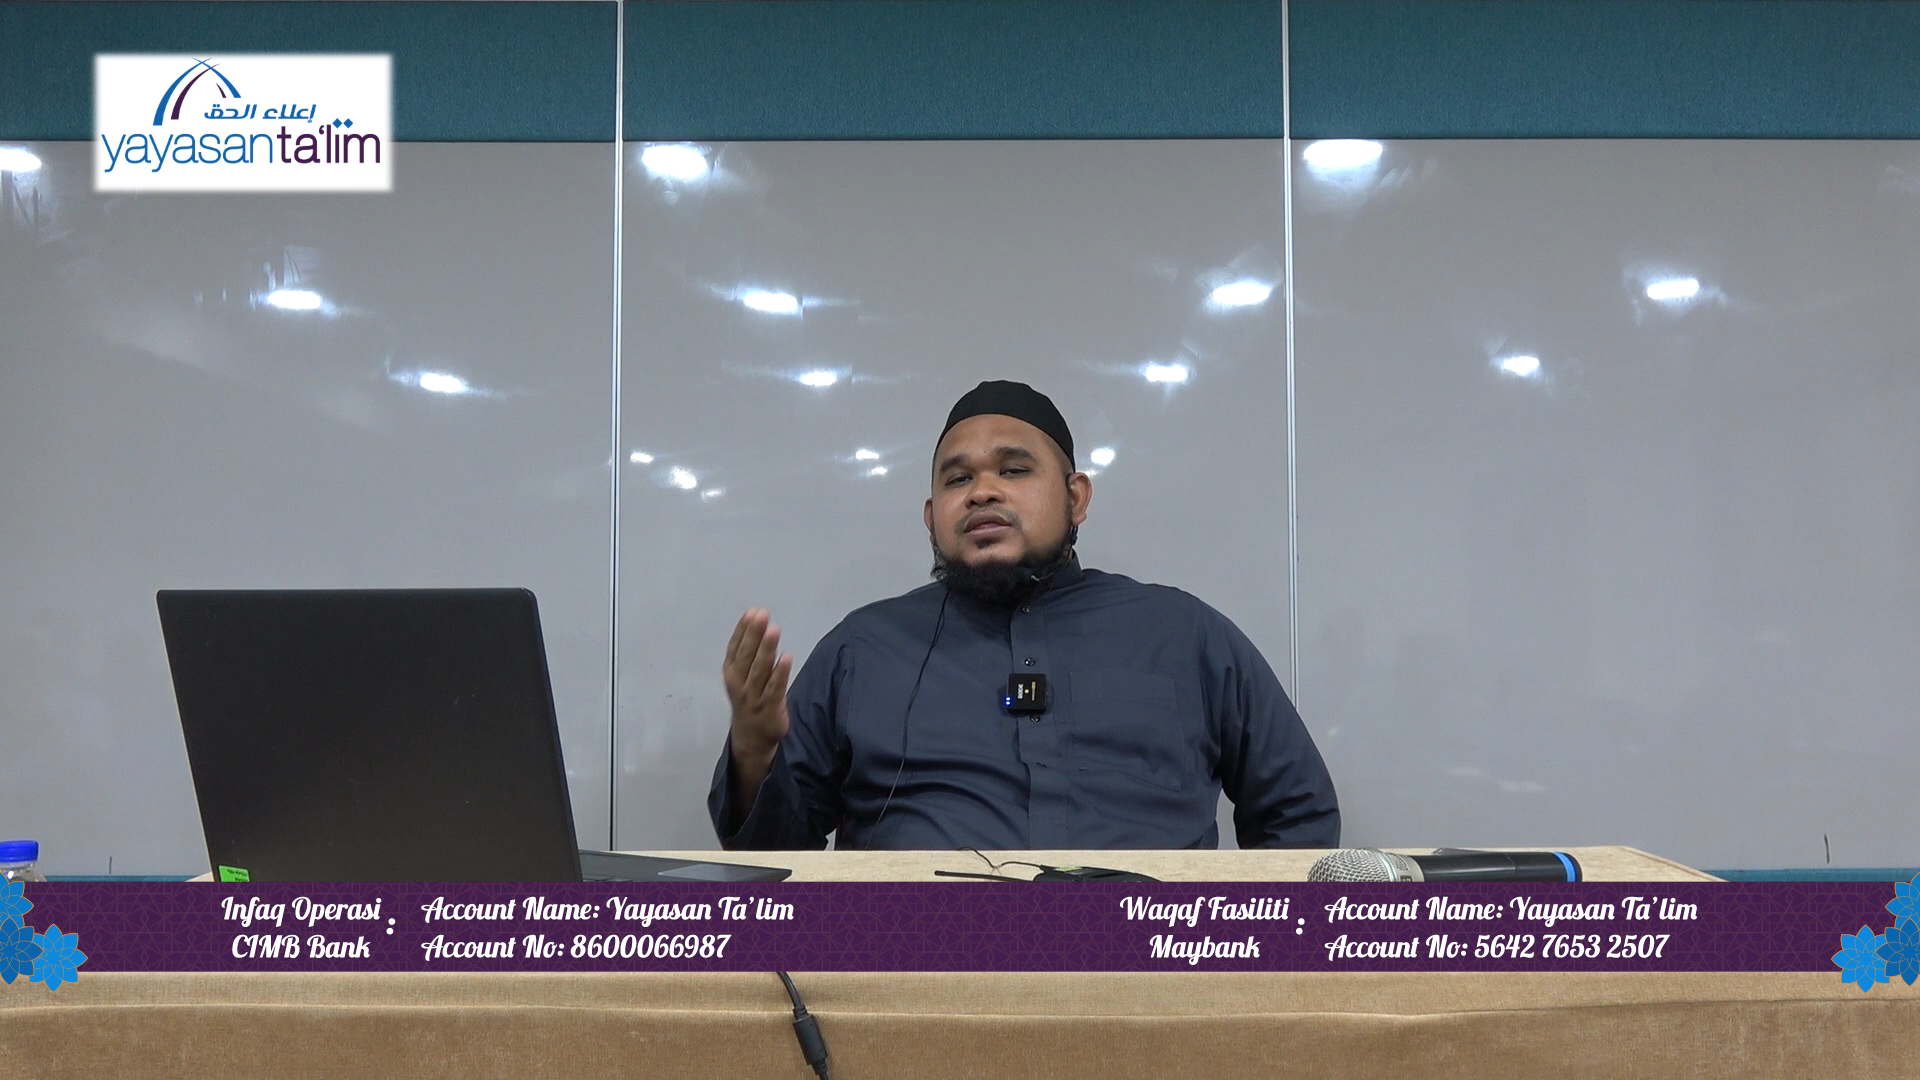 إعلاء الحق
yayasanta'lim
Infaq Operasi
CIMB Bank
:
Account Name: Yayasan Ta'lim
Account No: 8600066987
Waqaf Fasiliti
Maybank
:
Account Name: Yayasan Ta'lim
Account No: 5642 7653 2507